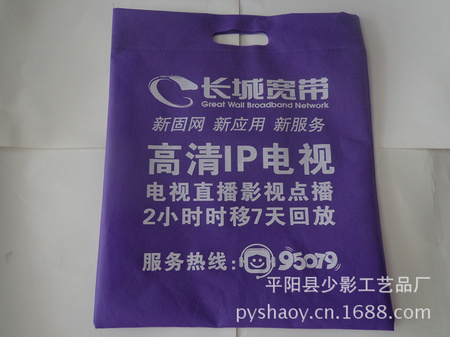 长城宽带
Great Wall Broadband Network
新固网 新应用 新服务
高清IP电视
电视直播影视点播
2小时时移7天回放
服务热线:95079
平阳县少影工艺品厂
pyshaoy.cn.1688.com